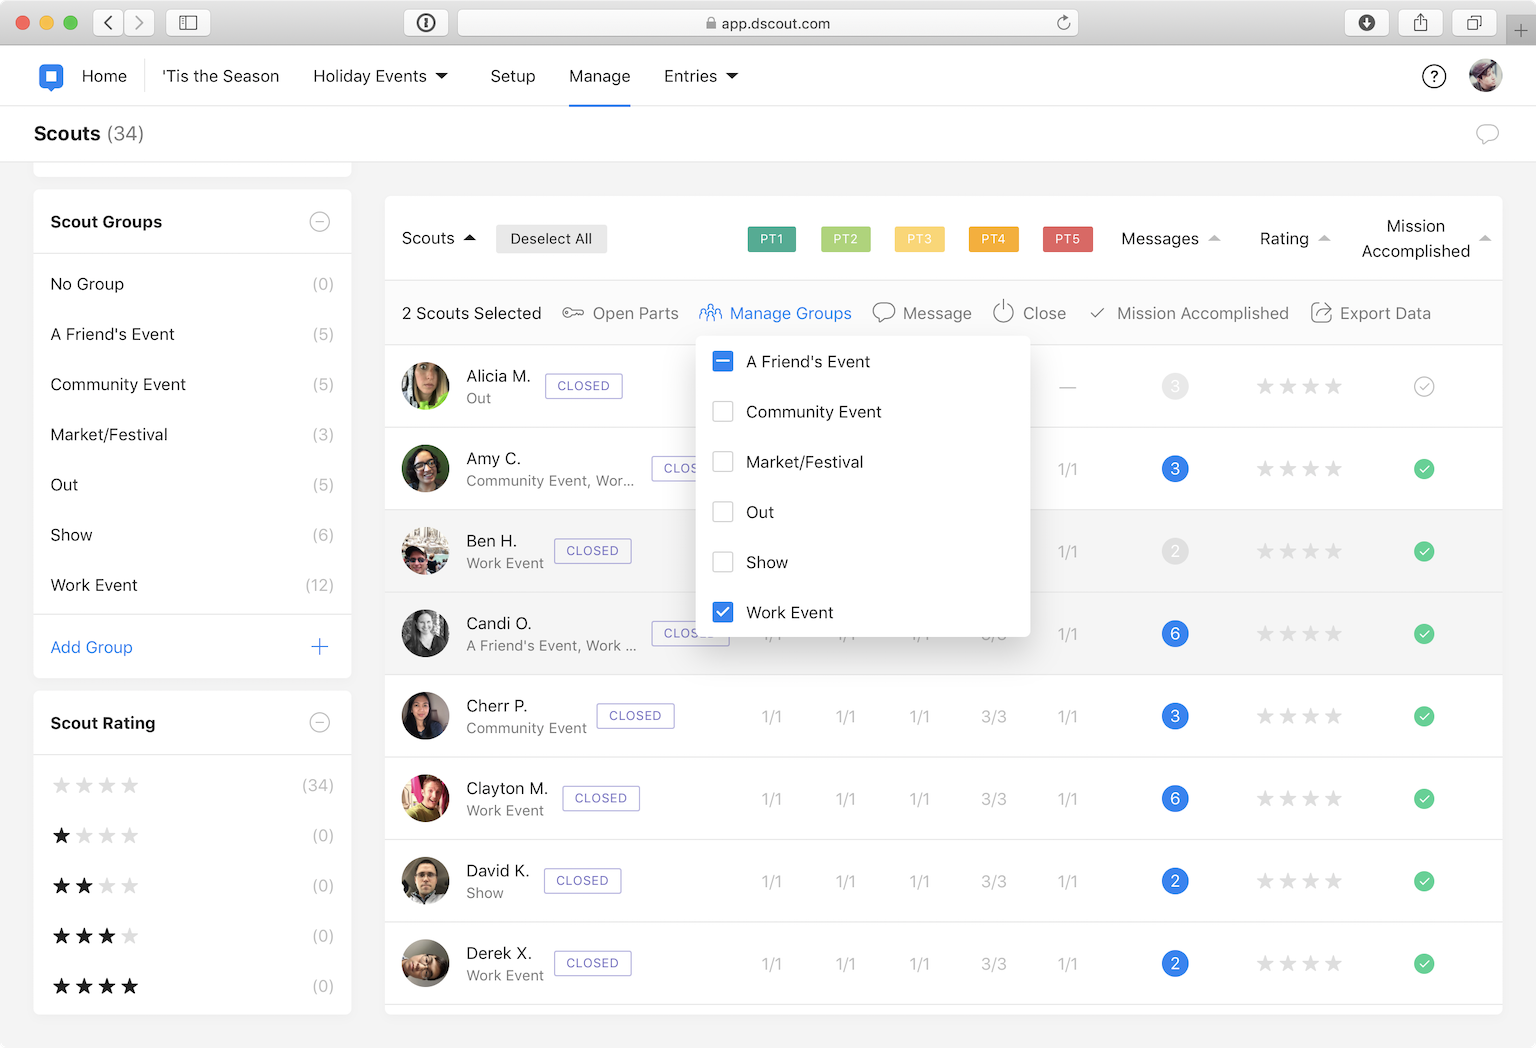 app.dscout.com
Home 'Tis the Season Holiday Events Setup Manage Entries ?
Scouts (34)
Scout Groups
No Group (0)
A Friend's Event (5)
Community Event (5)
Market/Festival (3)
Out (5)
Show (6)
Work Event (12)
Add Group
Scout Rating
(34)
(0)
(0)
(0)
(0)
Scouts Deselect All PT1 PT2 PT3 PT4 PT5 Messages Rating Mission
Accomplished
2 Scouts Selected Open Parts Manage Groups Message Close Mission Accomplished Export Data
A Friend's Event
Community Event
Market/Festival
Out
Show
Work Event
Alicia M. CLOSED — 3
Out
Amy C. 1/1 3
Community Event, Wor...
Ben H. CLOSED 1/1 2
Work Event
Candi O. 1/1 6
A Friend's Event, Work ...
Cherr P. CLOSED 1/1 1/1 1/1 3/3 1/1 3
Community Event
Clayton M. CLOSED 1/1 1/1 1/1 3/3 1/1 6
Work Event
David K. CLOSED 1/1 1/1 1/1 3/3 1/1 2
Show
Derek X. CLOSED 1/1 1/1 1/1 3/3 1/1 2
Work Event